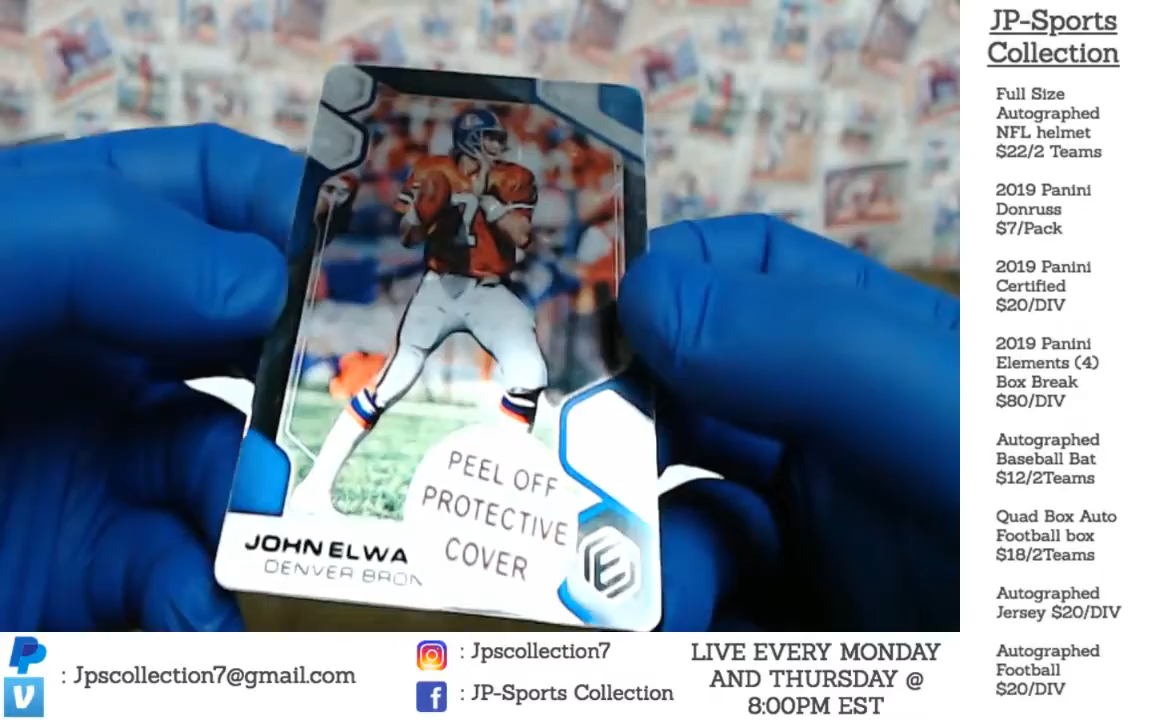 7
PEEL OFF
PROTECTIVE
COVER
JOHN ELWA
DENVER BRON
E
JP-Sports
Collection
Full Size
Autographed
NFL helmet
$22/2 Teams
2019 Panini
Donruss
$7/Pack
2019 Panini
Certified
$20/DIV
2019 Panini
Elements (4)
Box Break
$80/DIV
Autographed
Baseball Bat
$12/2Teams
Quad Box Auto
Football box
$18/2Teams
Autographed
Jersey $20/DIV
Autographed
Football
$20/DIV
: Jpscollection7@gmail.com
: Jpscollection7
: JP-Sports Collection
LIVE EVERY MONDAY
AND THURSDAY @
8:00PM EST